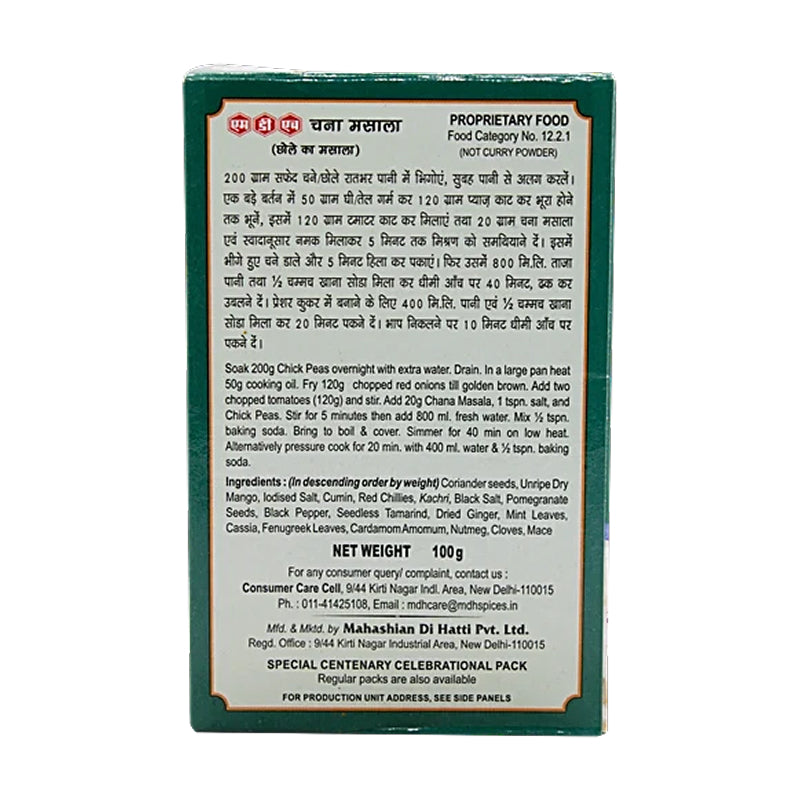 एम डी एच चना मसाला
(छोले का मसाला)
PROPRIETARY FOOD
Food Category No. 12.2.1
(NOT CURRY POWDER)
200 ग्राम सफेद चने/छोले रातभर पानी में भिगोएं, सुबह पानी से अलग करलें।
एक बड़े बर्तन में 50 ग्राम घी/तेल गर्म कर 120 ग्राम प्याज़ काट कर भूरा होने
तक भूनें, इसमें 120 ग्राम टमाटर काट कर मिलाएं तथा 20 ग्राम चना मसाला
एवं स्वादानूसार नमक मिलाकर 5 मिनट तक मिश्रण को समथियाने दें। इसमें
भीगे हुए चने डाले और 5 मिनट हिला कर पकाएं। फिर उसमें 800 मि.लि. ताजा
पानी तथा ½ चम्मच खाना सोडा मिला कर धीमी आँच पर 40 मिनट, ढक कर
उबलने दें। प्रेशर कुकर में बनाने के लिए 400 मि.लि. पानी एवं ½ चम्मच खाना
सोडा मिला कर 20 मिनट पकने दें। भाप निकलने पर 10 मिनट धीमी आँच पर
पकने दें।
Soak 200g Chick Peas overnight with extra water. Drain. In a large pan heat
50g cooking oil. Fry 120g chopped red onions till golden brown. Add two
chopped tomatoes (120g) and stir. Add 20g Chana Masala, 1 tspn. salt, and
Chick Peas. Stir for 5 minutes then add 800 ml. fresh water. Mix ½ tspn.
baking soda. Bring to boil & cover. Simmer for 40 min on low heat.
Alternatively pressure cook for 20 min. with 400 ml. water & ½ tspn. baking
soda.
Ingredients : (In descending order by weight) Coriander seeds, Unripe Dry
Mango, Iodised Salt, Cumin, Red Chillies, Kachri, Black Salt, Pomegranate
Seeds, Black Pepper, Seedless Tamarind, Dried Ginger, Mint Leaves,
Cassia, Fenugreek Leaves, Cardamom Amomum, Nutmeg, Cloves, Mace
NET WEIGHT 100g
For any consumer query/ complaint, contact us :
Consumer Care Cell, 9/44 Kirti Nagar Indl. Area, New Delhi-110015
Ph. : 011-41425108, Email : mdhcare@mdhspices.in
Mfd. & Mktd. by Mahashian Di Hatti Pvt. Ltd.
Regd. Office : 9/44 Kirti Nagar Industrial Area, New Delhi-110015
SPECIAL CENTENARY CELEBRATIONAL PACK
Regular packs are also available
FOR PRODUCTION UNIT ADDRESS, SEE SIDE PANELS